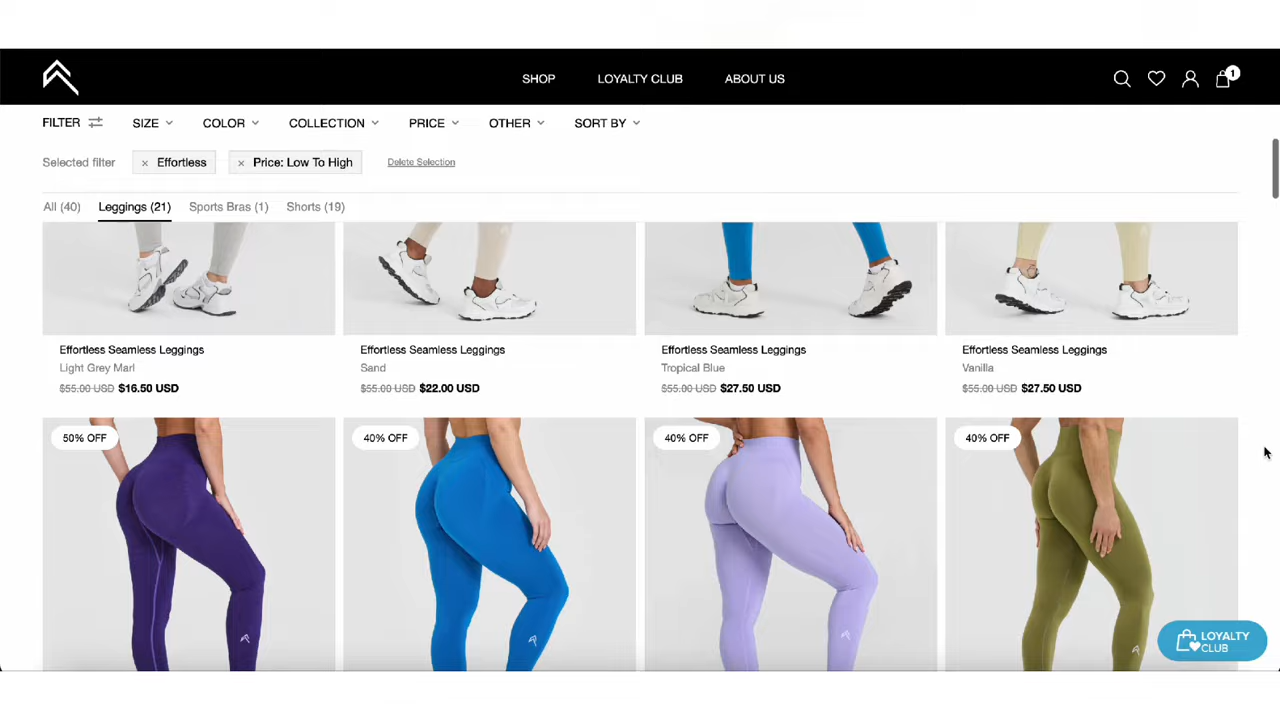 SHOP LOYALTY CLUB ABOUT US 1
FILTER SIZE COLOR COLLECTION PRICE OTHER SORT BY
Selected filter × Effortless × Price: Low To High Delete Selection
All (40) Leggings (21) Sports Bras (1) Shorts (19)
Effortless Seamless Leggings
Light Grey Marl
$55.00 USD $16.50 USD
Effortless Seamless Leggings
Sand
$55.00 USD $22.00 USD
Effortless Seamless Leggings
Tropical Blue
$55.00 USD $27.50 USD
Effortless Seamless Leggings
Vanilla
$55.00 USD $27.50 USD
50% OFF
40% OFF
40% OFF
40% OFF
LOYALTY
CLUB